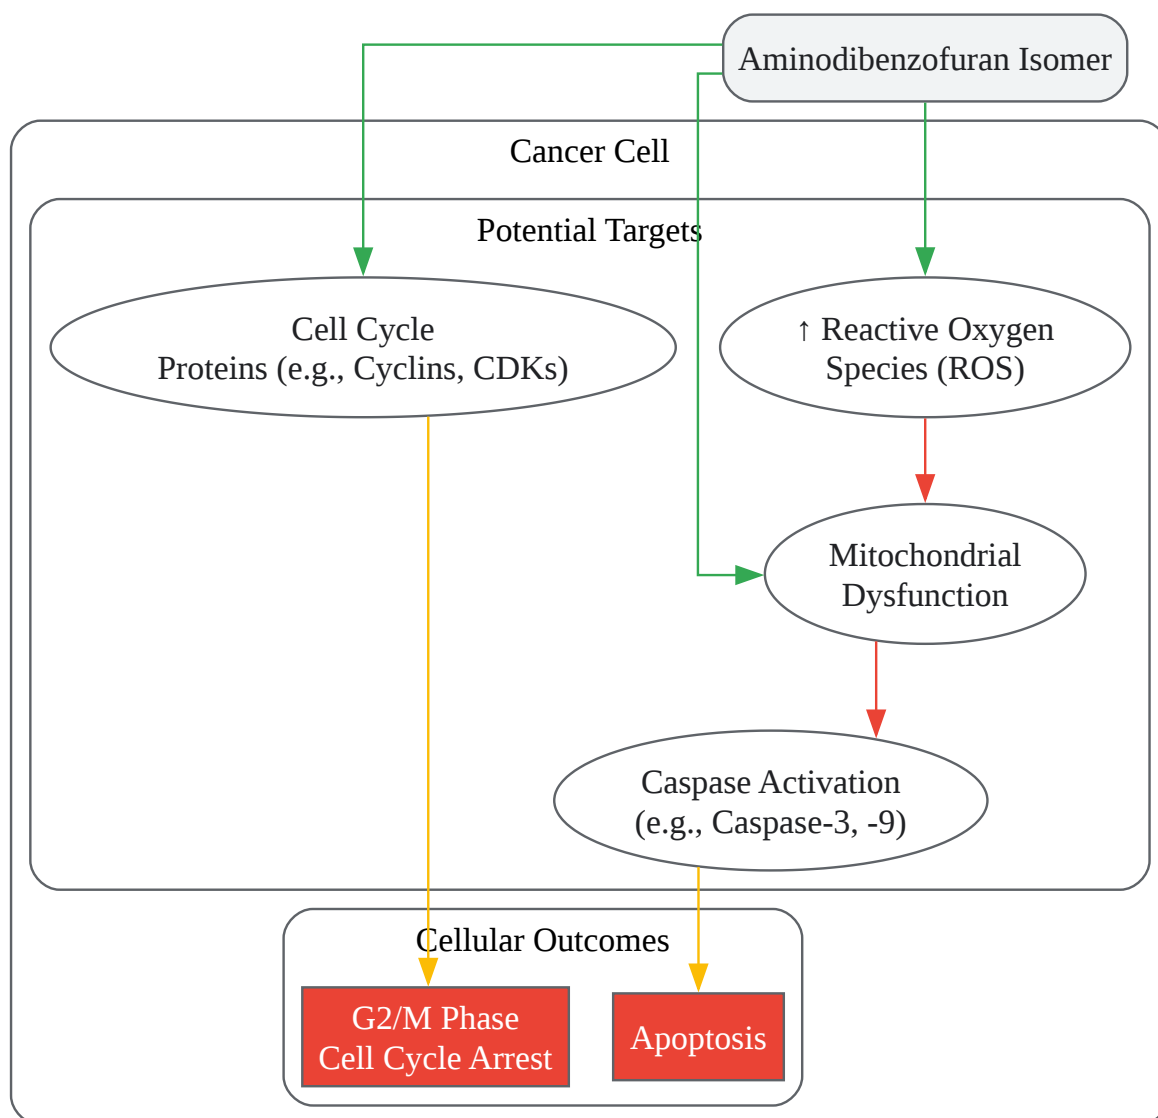 Aminodibenzofuran Isomer
Cancer Cell
Potential Targets
Cell Cycle
Proteins (e.g., Cyclins, CDKs)
↑ Reactive Oxygen
Species (ROS)
Mitochondrial
Dysfunction
Caspase Activation
(e.g., Caspase-3, -9)
Cellular Outcomes
G2/M Phase
Cell Cycle Arrest
Apoptosis